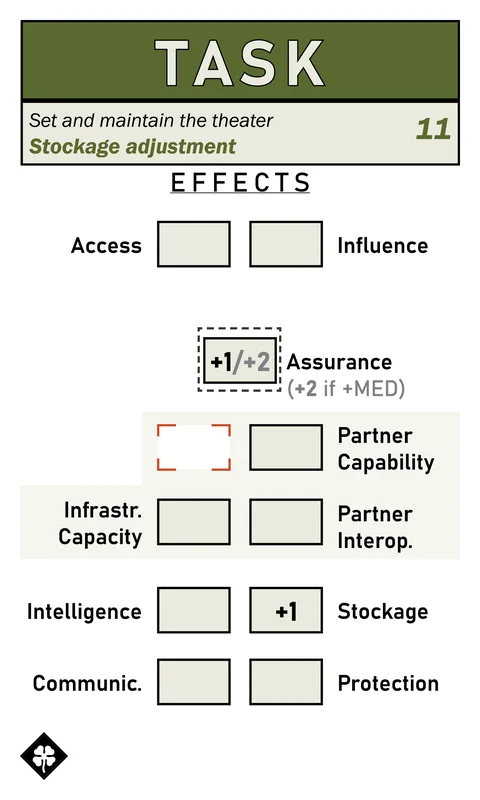 TASK
Set and maintain the theater
Stockage adjustment
11
EFFECTS
Access
Influence
+1/+2
Assurance
(+2 if +MED)
Partner
Capability
Infrastr.
Capacity
Partner
Interop.
Intelligence
+1
Stockage
Communic.
Protection